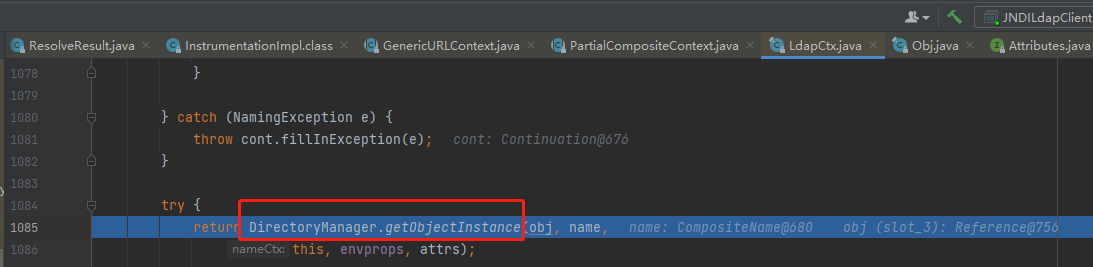 JNDILdapClient
ResolveResult.java × InstrumentationImpl.class × GenericURLContext.java × PartialCompositeContext.java × LdapCtx.java × Obj.java × Attributes.java
1078 }
1079
1080 } catch (NamingException e) {
1081 throw cont.fillInException(e); cont: Continuation@676
1082 }
1083
1084 try {
1085 return DirectoryManager.getObjectInstance(obj, name, name: CompositeName@680 obj (slot_3): Reference@756
1086 nameCtx: this, envprops, attrs);